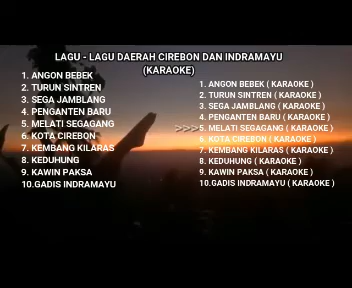 LAGU - LAGU DAERAH CIREBON DAN INDRAMAYU
(KARAOKE)
1. ANGON BEBEK
2. TURUN SINTREN
3. SEGA JAMBLANG
4. PENGANTEN BARU
5. MELATI SEGAGANG
6. KOTA CIREBON
7. KEMBANG KILARAS
8. KEDUHUNG
9. KAWIN PAKSA
10.GADIS INDRAMAYU
1. ANGON BEBEK ( KARAOKE )
2. TURUN SINTREN ( KARAOKE )
3. SEGA JAMBLANG ( KARAOKE )
4. PENGANTEN BARU ( KARAOKE )
>>>5. MELATI SEGAGANG ( KARAOKE )
6. KOTA CIREBON ( KARAOKE )
7. KEMBANG KILARAS ( KARAOKE )
8. KEDUHUNG ( KARAOKE )
9. KAWIN PAKSA ( KARAOKE )
10.GADIS INDRAMAYU ( KARAOKE )